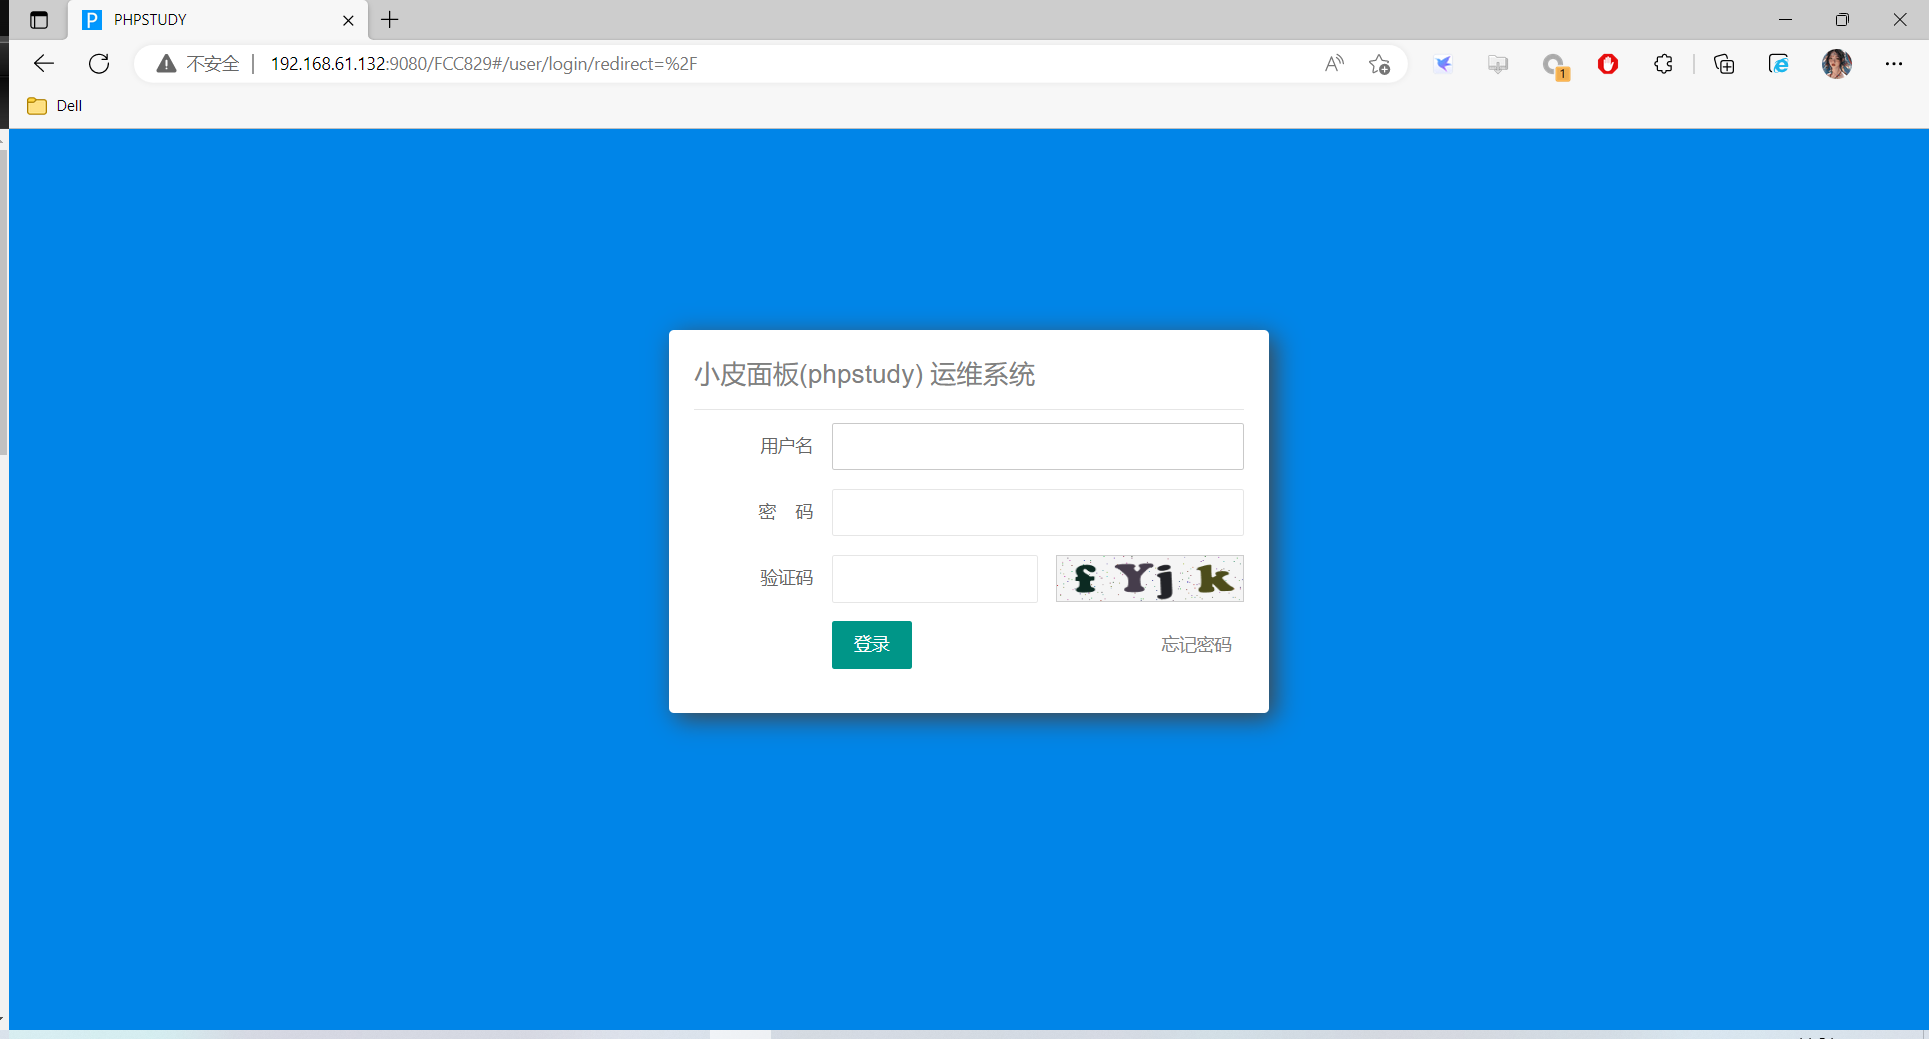 PHPSTUDY
不安全 192.168.61.132:9080/FCC829#/user/login/redirect=%2F
1
Dell
小皮面板(phpstudy) 运维系统
用户名
密 码
验证码 fYjk
登录 忘记密码